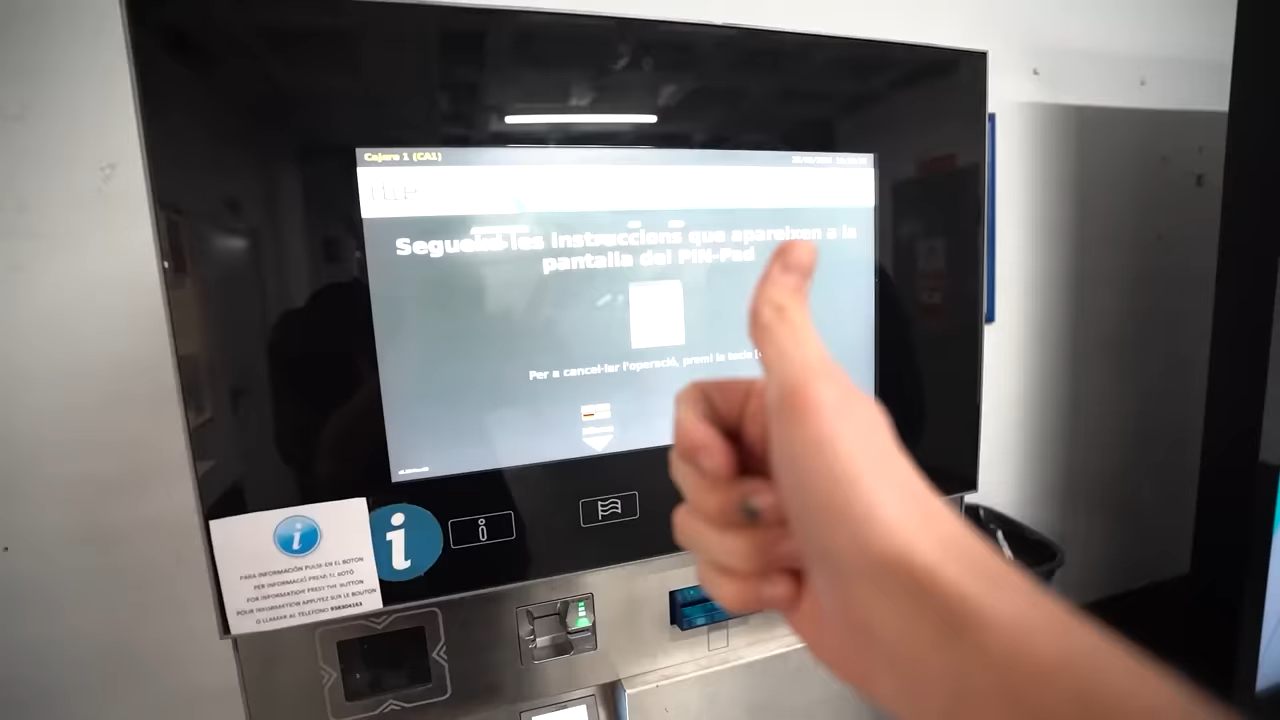 Cajero 1 (CA1)
Segueixi les instruccions que apareixen a la
pantalla del PIN-Pad
Per a cancel·lar l'operació, premi la tecla [
i
i
PARA INFORMACIÓN PULSE EN EL BOTON
PER INFORMACIÓ PREMI EL BOTÓ
FOR INFORMATION PRESS THE BUTTON
POUR INFORMATION APPUYEZ SUR LE BOUTON
O LLAMAR AL TELÉFONO